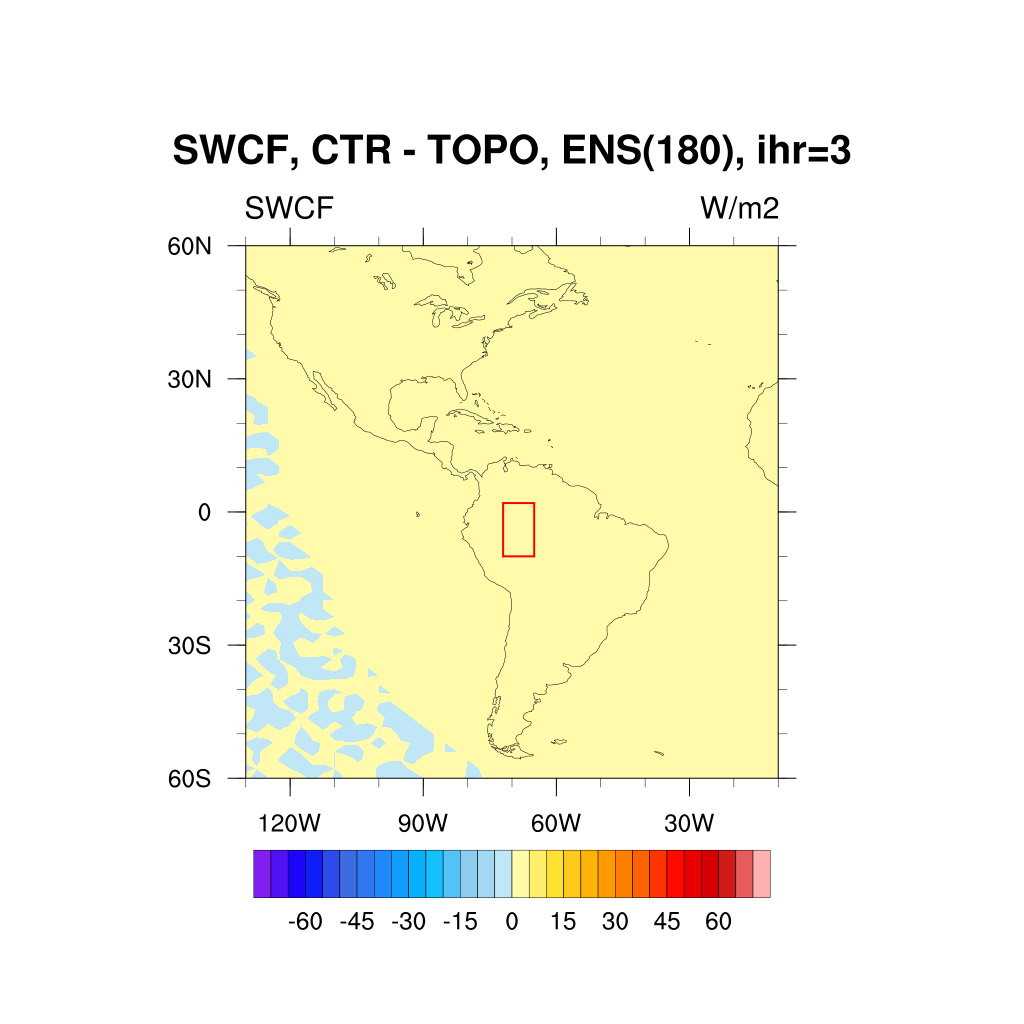 SWCF, CTR - TOPO, ENS(180), ihr=3
SWCF W/m2
60N
30N
0
30S
60S
120W 90W 60W 30W
-60 -45 -30 -15 0 15 30 45 60